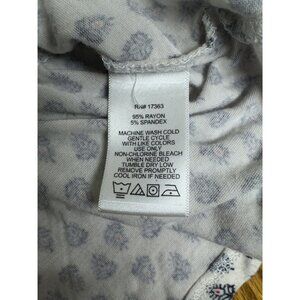 RN# 17363
95% RAYON
5% SPANDEX
MACHINE WASH COLD
GENTLE CYCLE
WITH LIKE COLORS
USE ONLY
NON-CHLORINE BLEACH
WHEN NEEDED
TUMBLE DRY LOW
REMOVE PROMPTLY
COOL IRON IF NEEDED